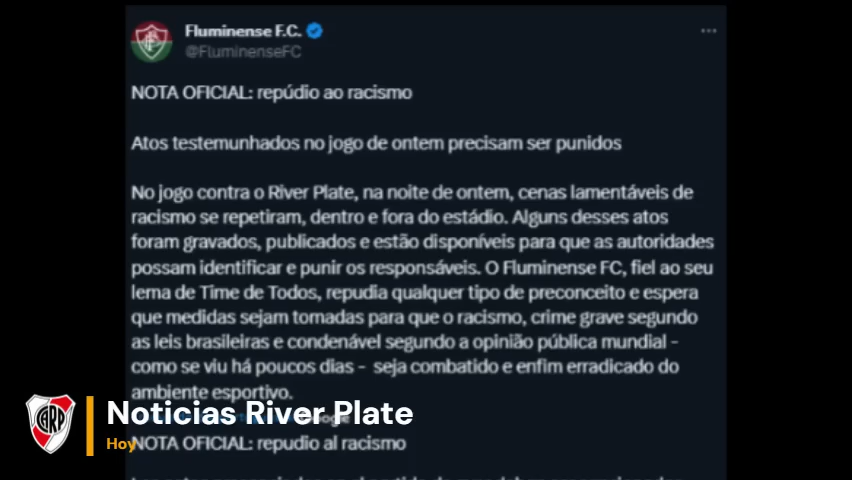 Fluminense F.C.
@FluminenseFC
NOTA OFICIAL: repúdio ao racismo
Atos testemunhados no jogo de ontem precisam ser punidos
No jogo contra o River Plate, na noite de ontem, cenas lamentáveis de
racismo se repetiram, dentro e fora do estádio. Alguns desses atos
foram gravados, publicados e estão disponíveis para que as autoridades
possam identificar e punir os responsáveis. O Fluminense FC, fiel ao seu
lema de Time de Todos, repudia qualquer tipo de preconceito e espera
que medidas sejam tomadas para que o racismo, crime grave segundo
as leis brasileiras e condenável segundo a opinião pública mundial -
como se viu há poucos dias - seja combatido e enfim erradicado do
ambiente esportivo.
CARP
Noticias River Plate
Hoy
NOTA OFICIAL: repudio al racismo